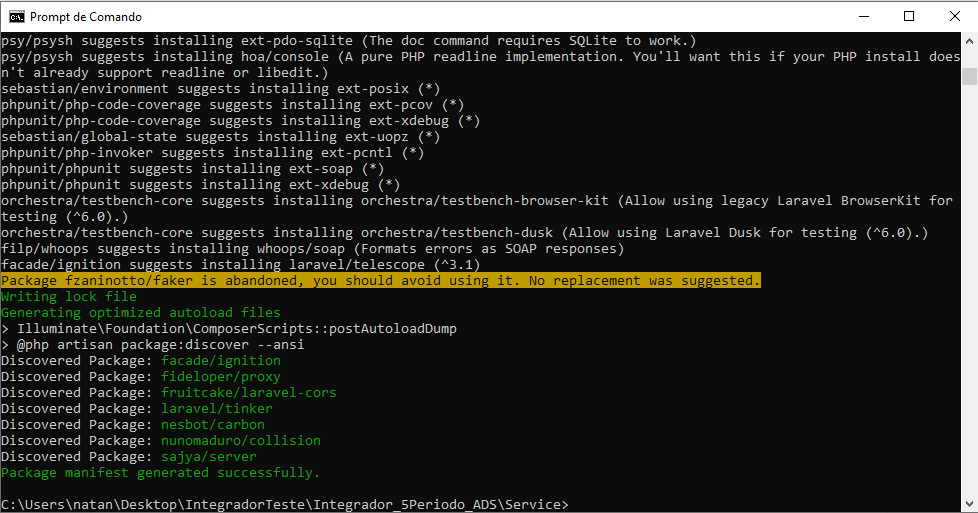 Prompt de Comando
psy/psysh suggests installing ext-pdo-sqlite (The doc command requires SQLite to work.)
psy/psysh suggests installing hoa/console (A pure PHP readline implementation. You'll want this if your PHP install does
n't already support readline or libedit.)
sebastian/environment suggests installing ext-posix (*)
phpunit/php-code-coverage suggests installing ext-pcov (*)
phpunit/php-code-coverage suggests installing ext-xdebug (*)
sebastian/global-state suggests installing ext-uopz (*)
phpunit/php-invoker suggests installing ext-pcntl (*)
phpunit/phpunit suggests installing ext-soap (*)
phpunit/phpunit suggests installing ext-xdebug (*)
orchestra/testbench-core suggests installing orchestra/testbench-browser-kit (Allow using legacy Laravel BrowserKit for
testing (^6.0).)
orchestra/testbench-core suggests installing orchestra/testbench-dusk (Allow using Laravel Dusk for testing (^6.0).)
filp/whoops suggests installing whoops/soap (Formats errors as SOAP responses)
facade/ignition suggests installing laravel/telescope (^3.1)
Package fzaninotto/faker is abandoned, you should avoid using it. No replacement was suggested.
Writing lock file
Generating optimized autoload files
> Illuminate\Foundation\ComposerScripts::postAutoloadDump
> @php artisan package:discover --ansi
Discovered Package: facade/ignition
Discovered Package: fideloper/proxy
Discovered Package: fruitcake/laravel-cors
Discovered Package: laravel/tinker
Discovered Package: nesbot/carbon
Discovered Package: nunomaduro/collision
Discovered Package: sajya/server
Package manifest generated successfully.
C:\Users\natan\Desktop\IntegradorTeste\Integrador_5Periodo_ADS\Service>